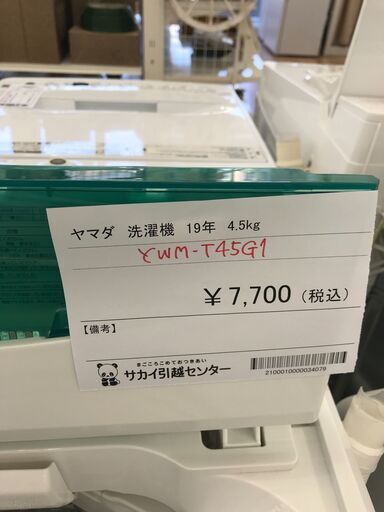 ヤマダ 洗濯機 19年 4.5kg
YWM-T45G1
¥7,700（税込）
【備考】
まごころこめておつきあい
サカイ引越センター
2100010000034079